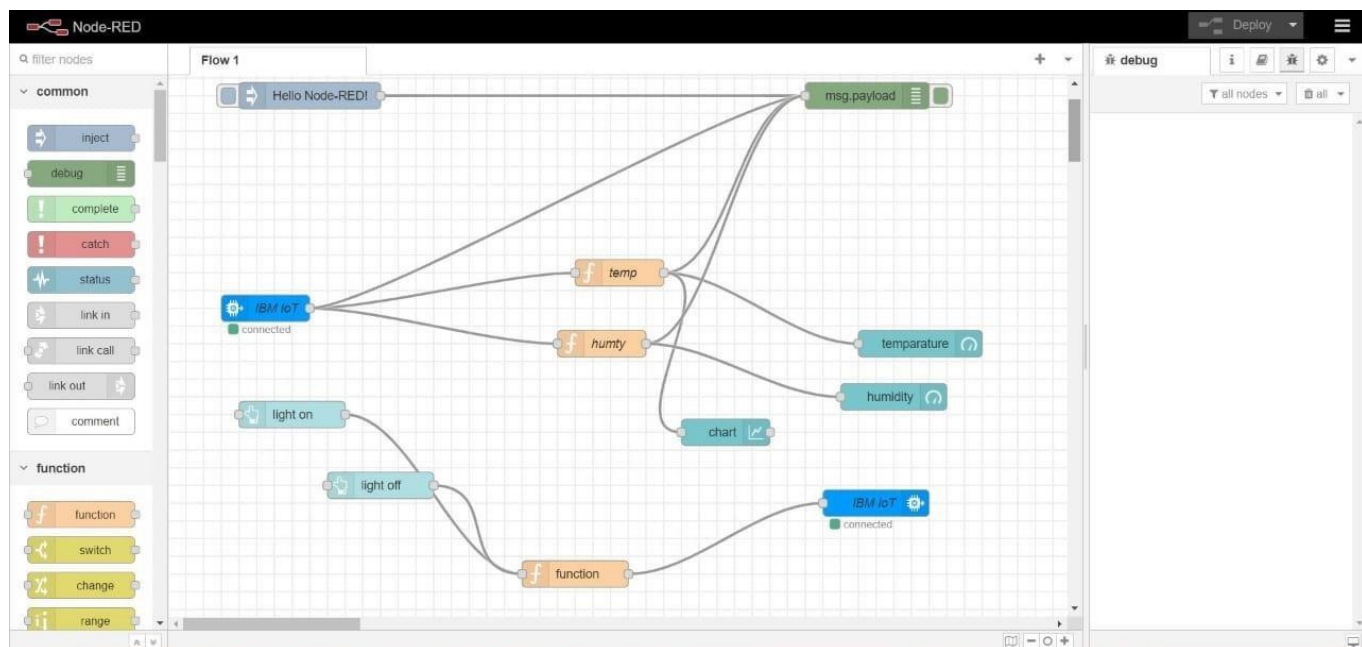 Node-RED
Deploy
filter nodes
common
inject
debug
complete
catch
status
link in
link call
link out
comment
function
function
switch
change
range
Flow 1
Hello Node-RED!
msg.payload
temp
IBM IoT
connected
humty
temparature
humidity
light on
chart
light off
IBM IoT
connected
function
debug
i
all nodes
all